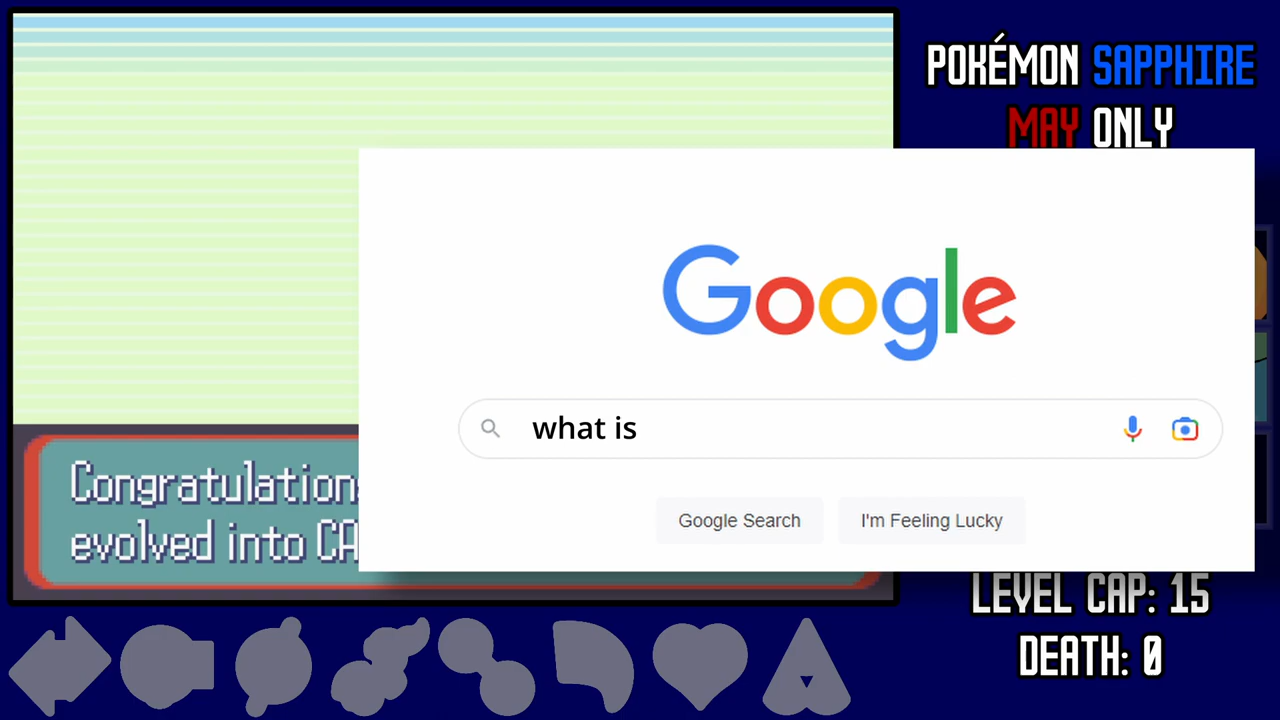 POKÉMON SAPPHIRE
MAY ONLY
Google
what is
Google Search
I'm Feeling Lucky
Congratulation
evolved into CA
LEVEL CAP: 15
DEATH: 0